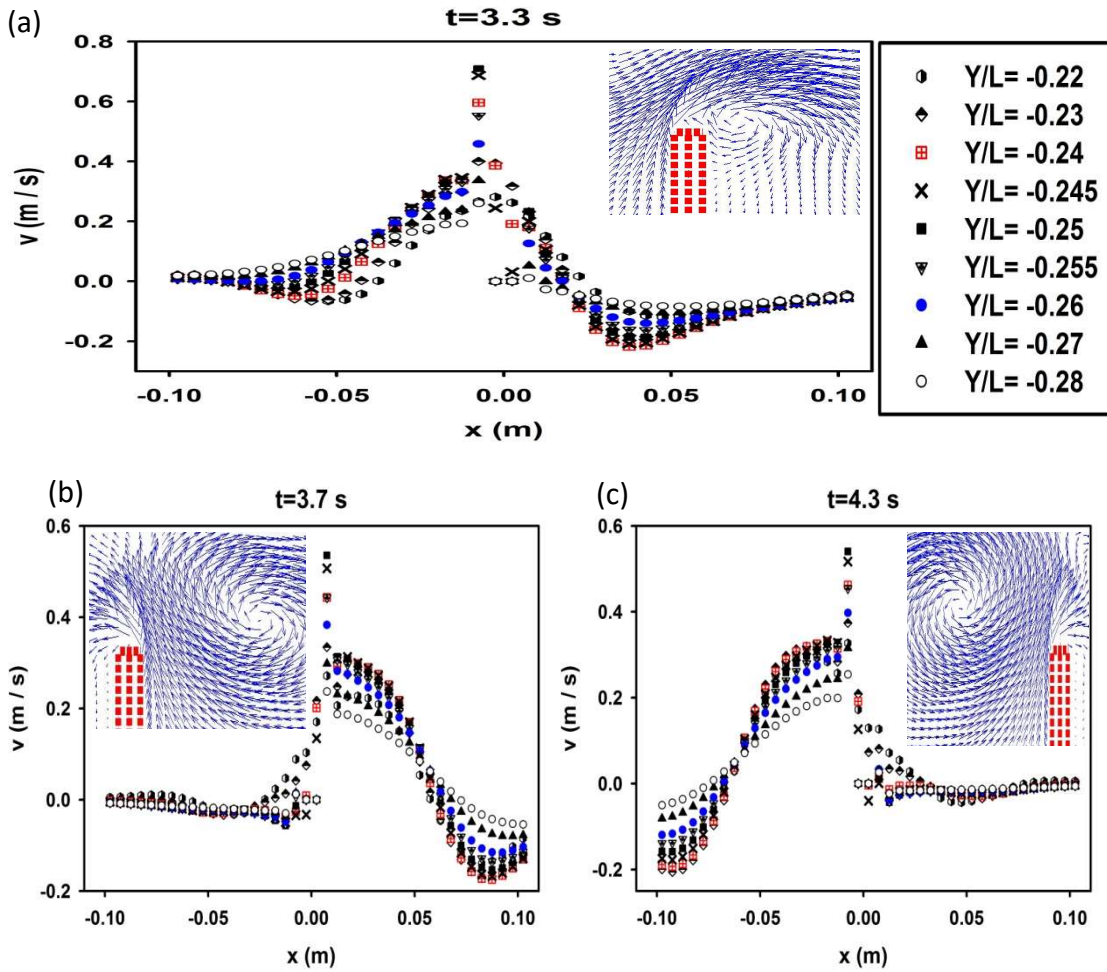 (a)
t=3.3 s
0.8
0.6
0.4
0.2
0.0
-0.2
v (m / s)
-0.10
-0.05
0.00
0.05
0.10
x (m)
Y/L= -0.22
Y/L= -0.23
Y/L= -0.24
Y/L= -0.245
Y/L= -0.25
Y/L= -0.255
Y/L= -0.26
Y/L= -0.27
Y/L= -0.28
(b)
t=3.7 s
0.6
0.4
0.2
0.0
-0.2
v (m / s)
-0.10
-0.05
0.00
0.05
0.10
x (m)
(c)
t=4.3 s
0.6
0.4
0.2
0.0
-0.2
v (m / s)
-0.10
-0.05
0.00
0.05
0.10
x (m)